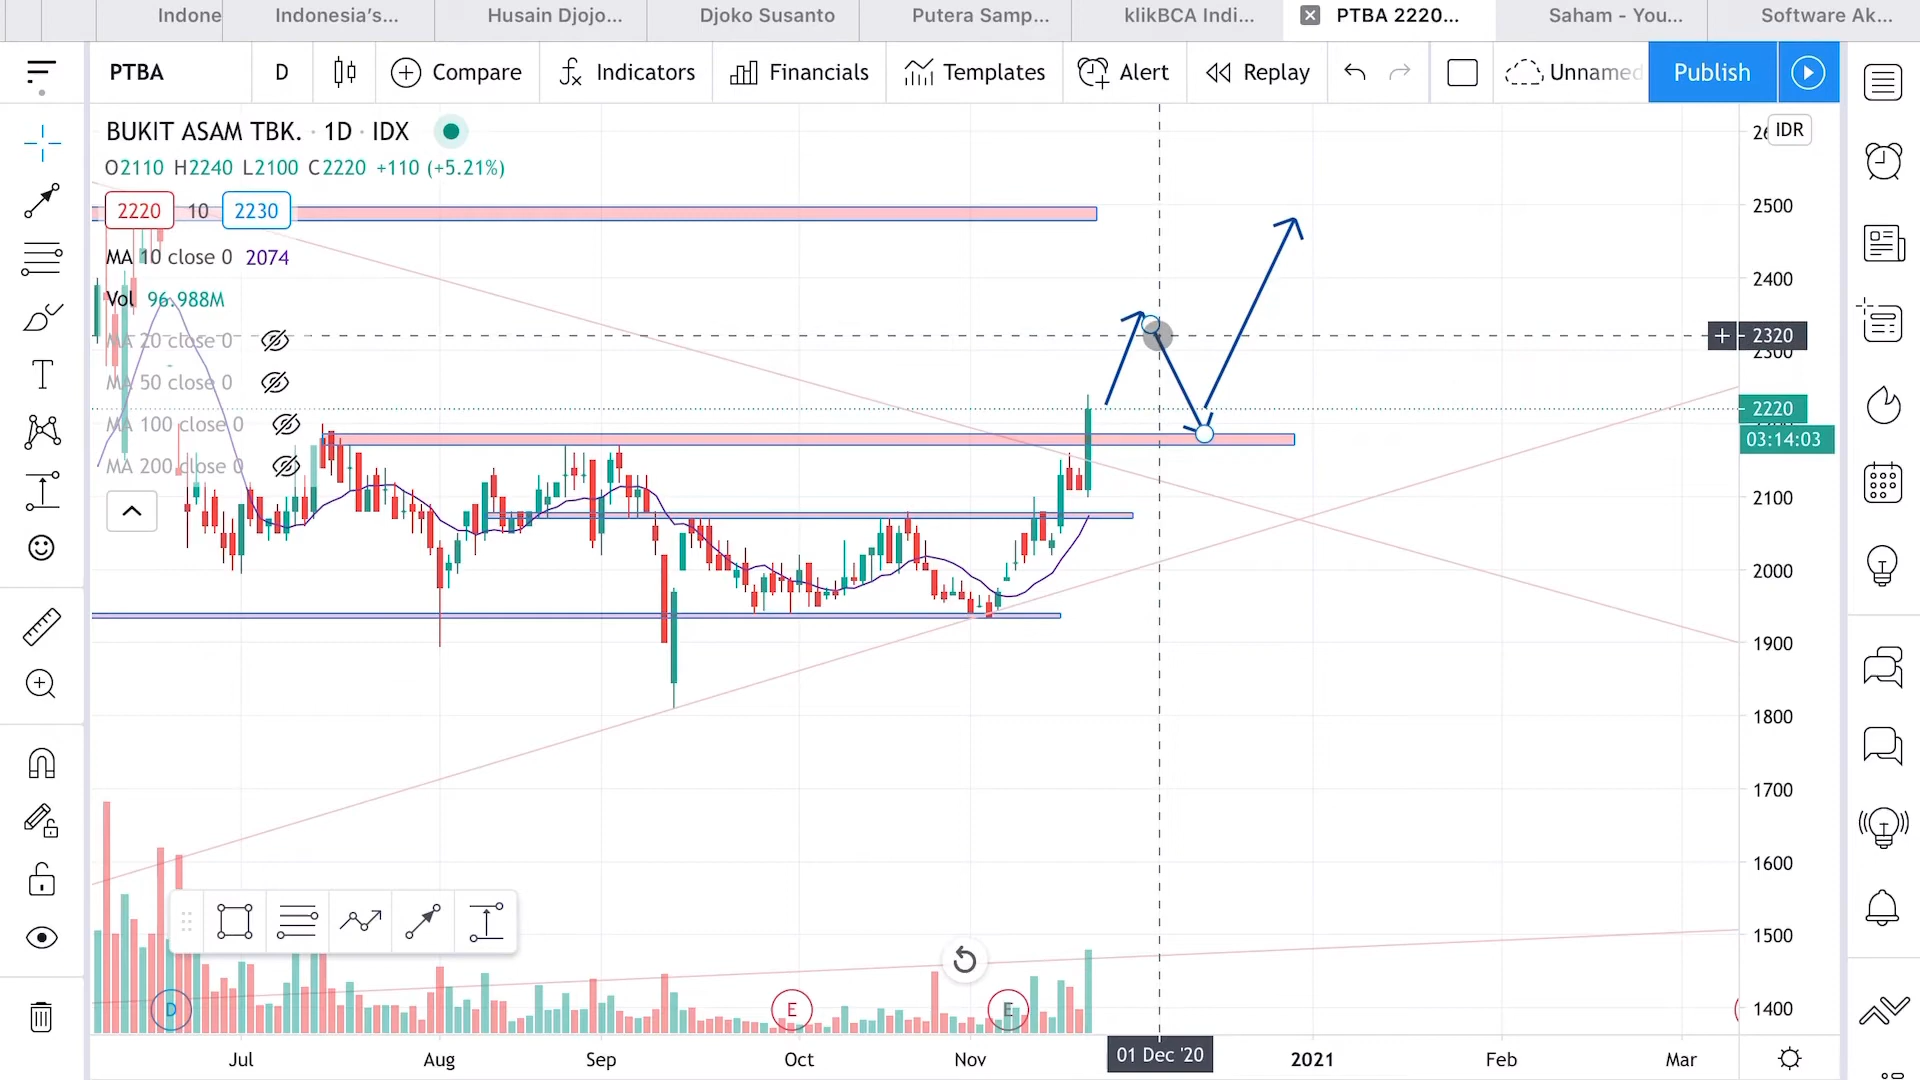 Indone Indonesia's... Husain Djojo... Djoko Susanto Putera Samp... klikBCA Indi... PTBA 2220... Saham - You... Software Ak...
PTBA D Compare Indicators Financials Templates Alert Replay Unnamed Publish
BUKIT ASAM TBK. · 1D · IDX
IDR
O2110 H2240 L2100 C2220 +110 (+5.21%)
2220 10 2230
MA 10 close 0 2074
Vol 96.988M
MA 20 close 0
MA 50 close 0
MA 100 close 0
MA 200 close 0
2500
2400
2320
2300
2220
03:14:03
2100
2000
1900
1800
1700
1600
1500
1400
D E E
Jul Aug Sep Oct Nov 01 Dec '20 2021 Feb Mar